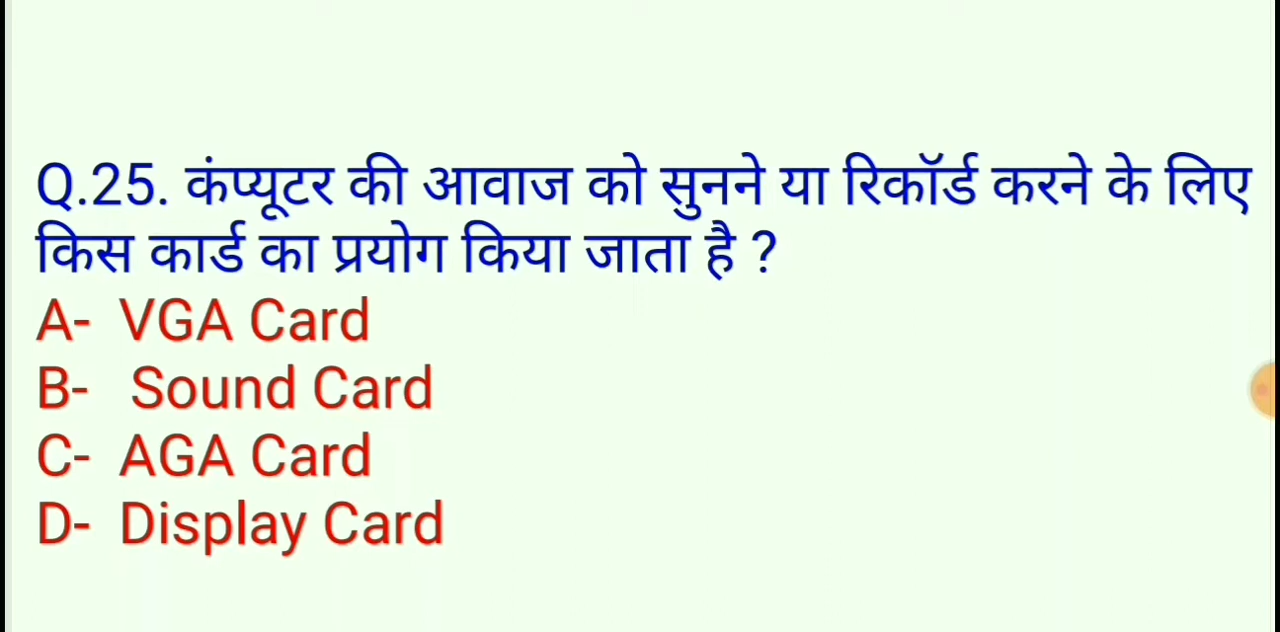 Q.25. कंप्यूटर की आवाज को सुनने या रिकॉर्ड करने के लिए
किस कार्ड का प्रयोग किया जाता है ?
A- VGA Card
B- Sound Card
C- AGA Card
D- Display Card